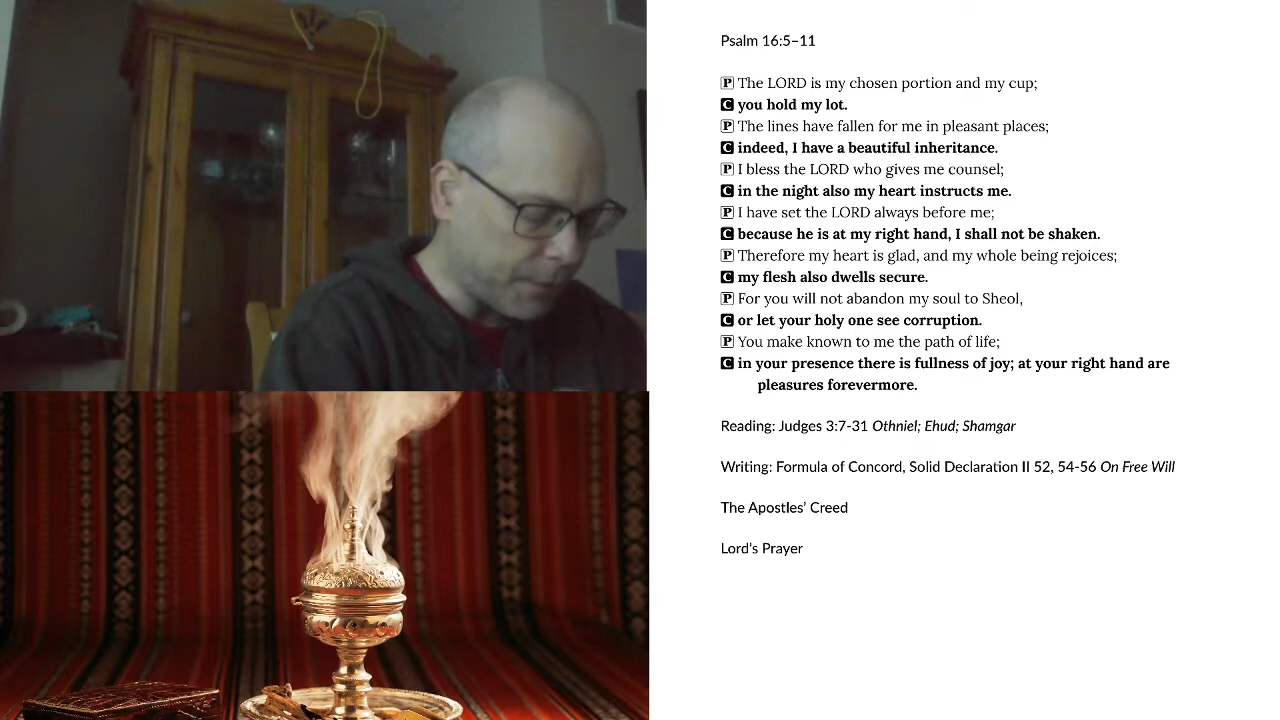 Psalm 16:5–11
P The LORD is my chosen portion and my cup;
C you hold my lot.
P The lines have fallen for me in pleasant places;
C indeed, I have a beautiful inheritance.
P I bless the LORD who gives me counsel;
C in the night also my heart instructs me.
P I have set the LORD always before me;
C because he is at my right hand, I shall not be shaken.
P Therefore my heart is glad, and my whole being rejoices;
C my flesh also dwells secure.
P For you will not abandon my soul to Sheol,
C or let your holy one see corruption.
P You make known to me the path of life;
C in your presence there is fullness of joy; at your right hand are
pleasures forevermore.
Reading: Judges 3:7-31 Othniel; Ehud; Shamgar
Writing: Formula of Concord, Solid Declaration II 52, 54-56 On Free Will
The Apostles’ Creed
Lord’s Prayer